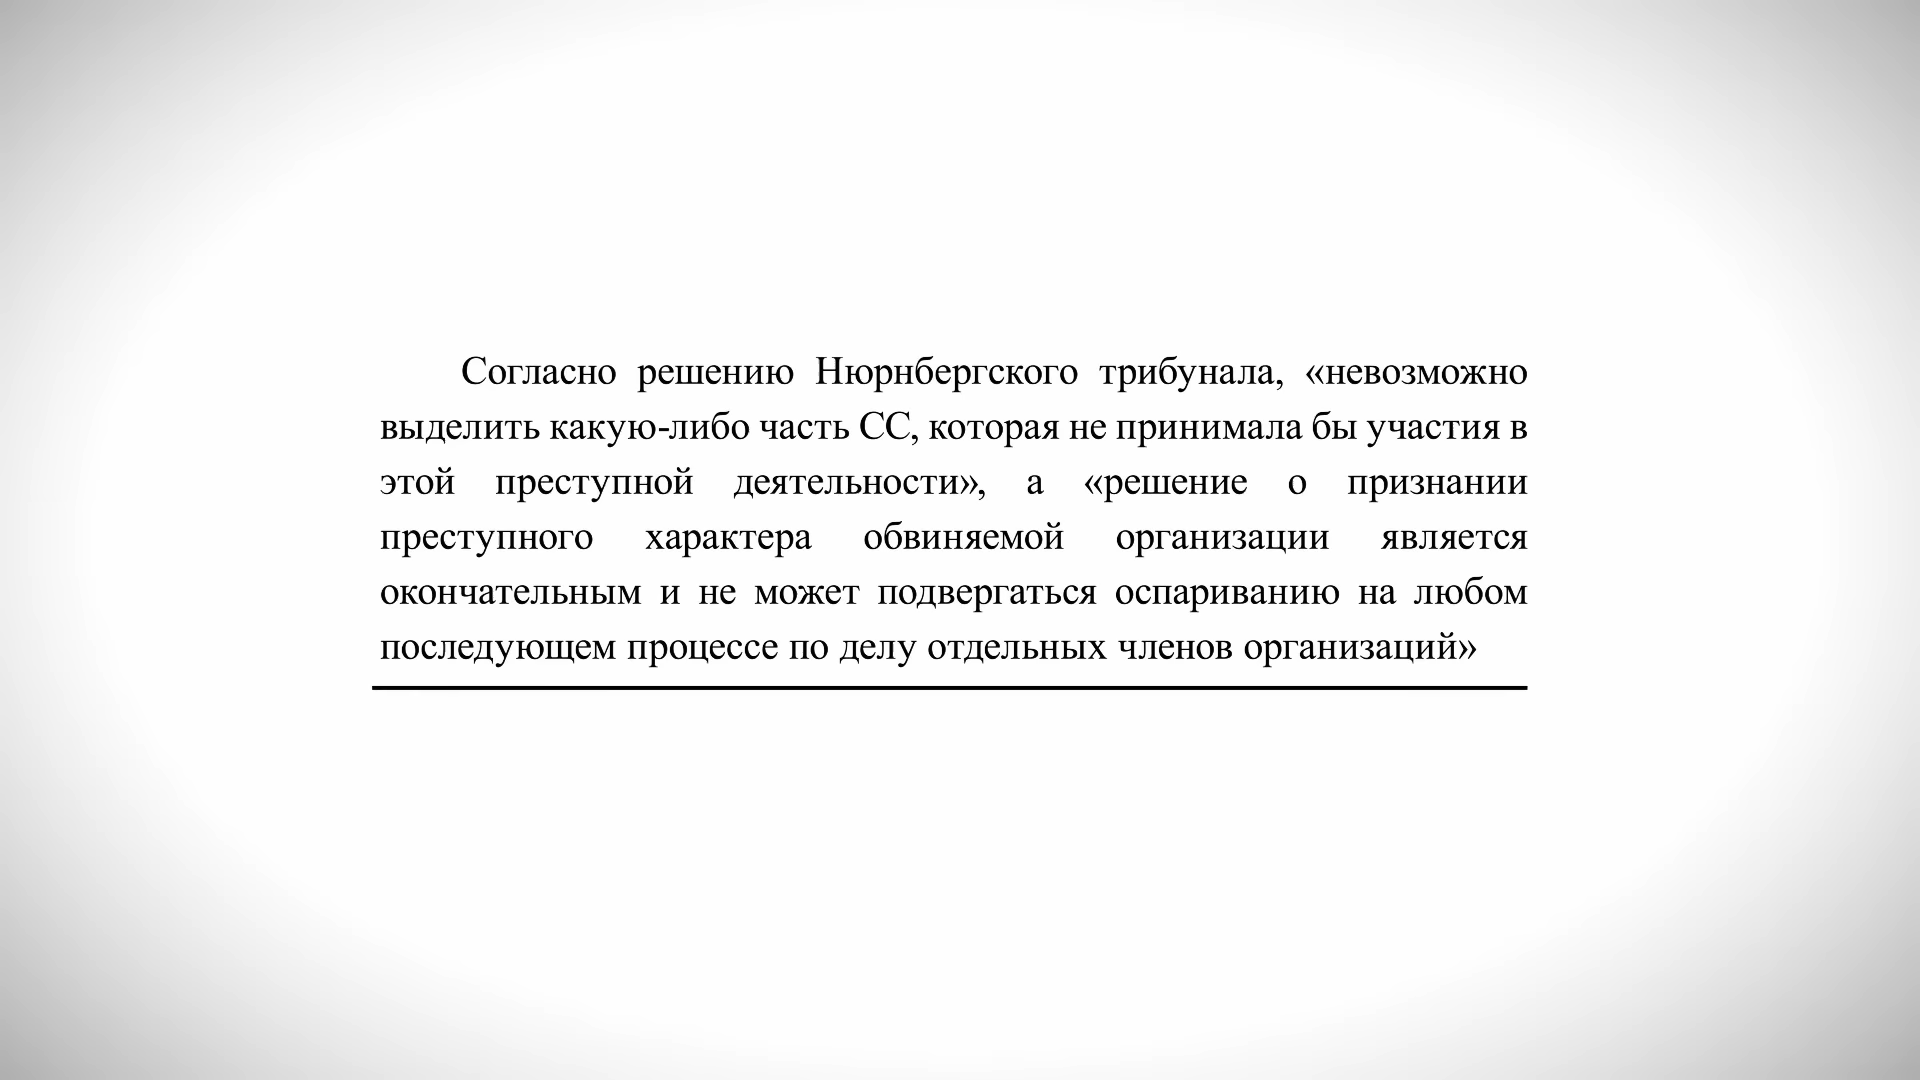 Согласно решению Нюрнбергского трибунала, «невозможно
выделить какую-либо часть СС, которая не принимала бы участия в
этой преступной деятельности», а «решение о признании
преступного характера обвиняемой организации является
окончательным и не может подвергаться оспариванию на любом
последующем процессе по делу отдельных членов организаций»